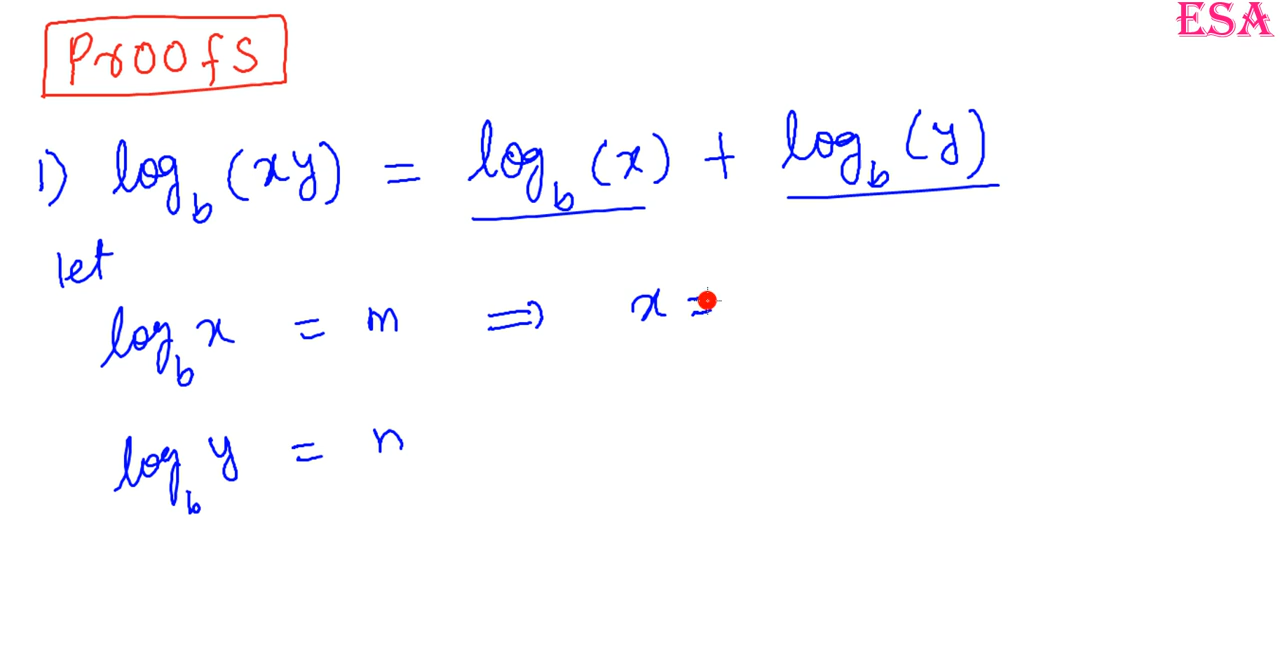 ESA
Proofs
1) log_b (xy) = log_b (x) + log_b (y)
let
log_b x = m ⟹ x =
log_b y = n